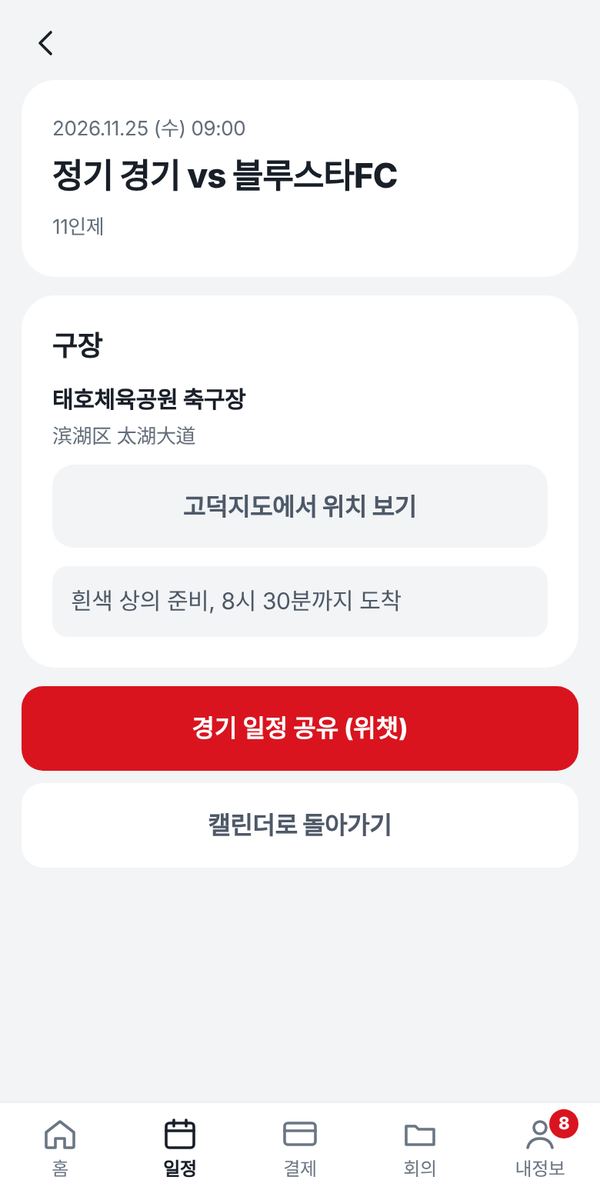 2026.11.25 (수) 09:00
정기 경기 vs 블루스타FC
11인제
구장
태호체육공원 축구장
滨湖区 太湖大道
고덕지도에서 위치 보기
흰색 상의 준비, 8시 30분까지 도착
경기 일정 공유 (위챗)
캘린더로 돌아가기
8
홈
일정
결제
회의
내정보